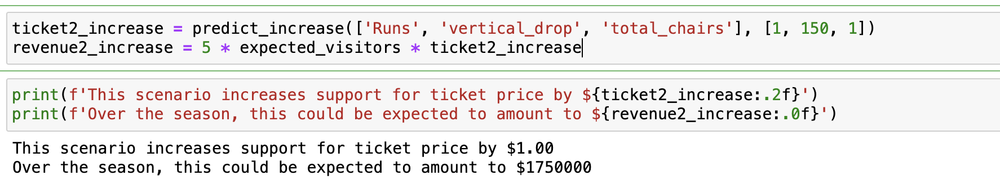 ticket2_increase = predict_increase(['Runs', 'vertical_drop', 'total_chairs'], [1, 150, 1])
revenue2_increase = 5 * expected_visitors * ticket2_increase
print(f'This scenario increases support for ticket price by ${ticket2_increase:.2f}')
print(f'Over the season, this could be expected to amount to ${revenue2_increase:.0f}')
This scenario increases support for ticket price by $1.00
Over the season, this could be expected to amount to $1750000